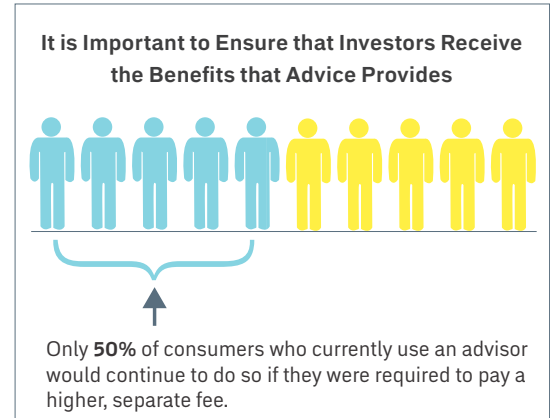 It is Important to Ensure that Investors Receive
the Benefits that Advice Provides
Only 50% of consumers who currently use an advisor
would continue to do so if they were required to pay a
higher, separate fee.